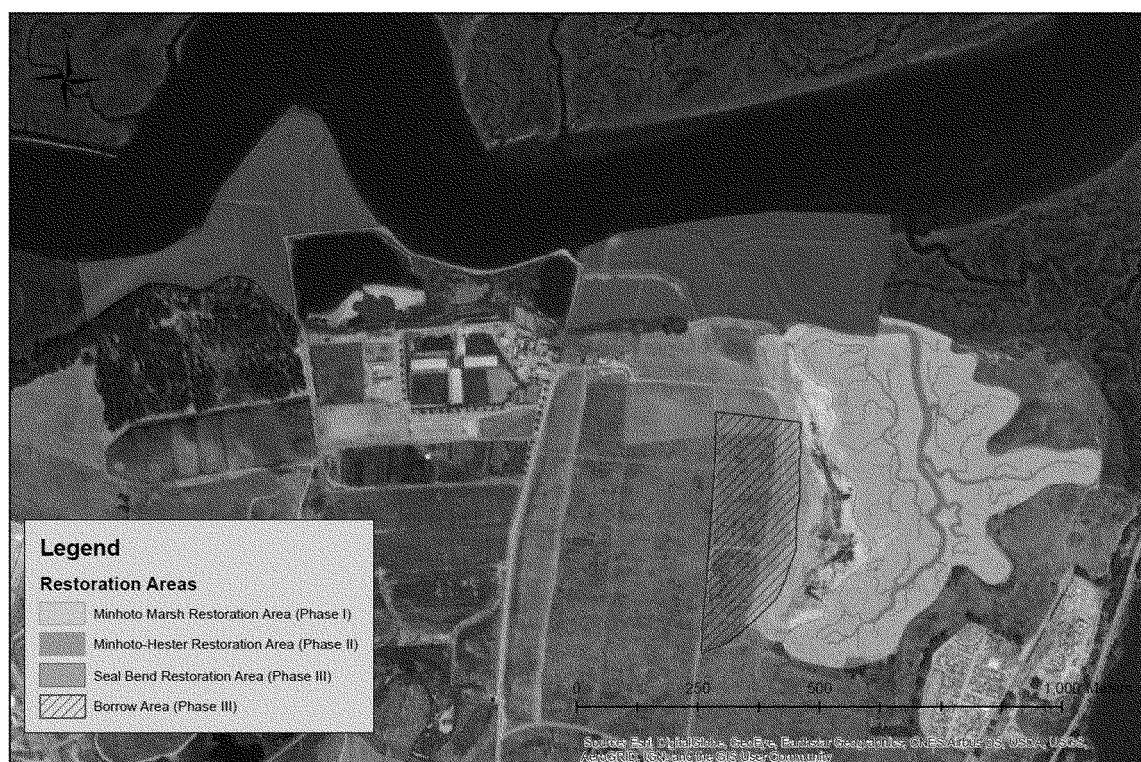 Legend
Restoration Areas
Minhoto Marsh Restoration Area (Phase I)
Minhoto-Hester Restoration Area (Phase II)
Seal Bend Restoration Area (Phase III)
Borrow Area (Phase III)
0 250 500 1,000 Meters
Source: Esri, DigitalGlobe, GeoEye, Earthstar Geographics, CNES/Airbus DS, USDA, USGS,
AeroGRID, IGN, and the GIS User Community